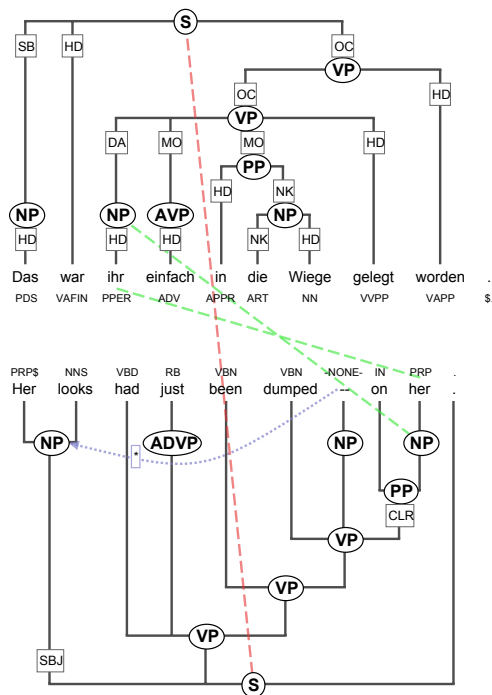 S
SB HD OC
VP
OC HD
VP
DA MO MO HD
PP
HD NK
NP NP AVP NP
HD HD HD NK HD
Das war ihr einfach in die Wiege gelegt worden .
PDS VAFIN PPER ADV APPR ART NN VVPP VAPP $.
PRP$ NNS VBD RB VBN VBN -NONE- IN PRP .
Her looks had just been dumped -- on her .
NP ADVP NP NP
*
PP
CLR
VP
VP
VP
SBJ
S